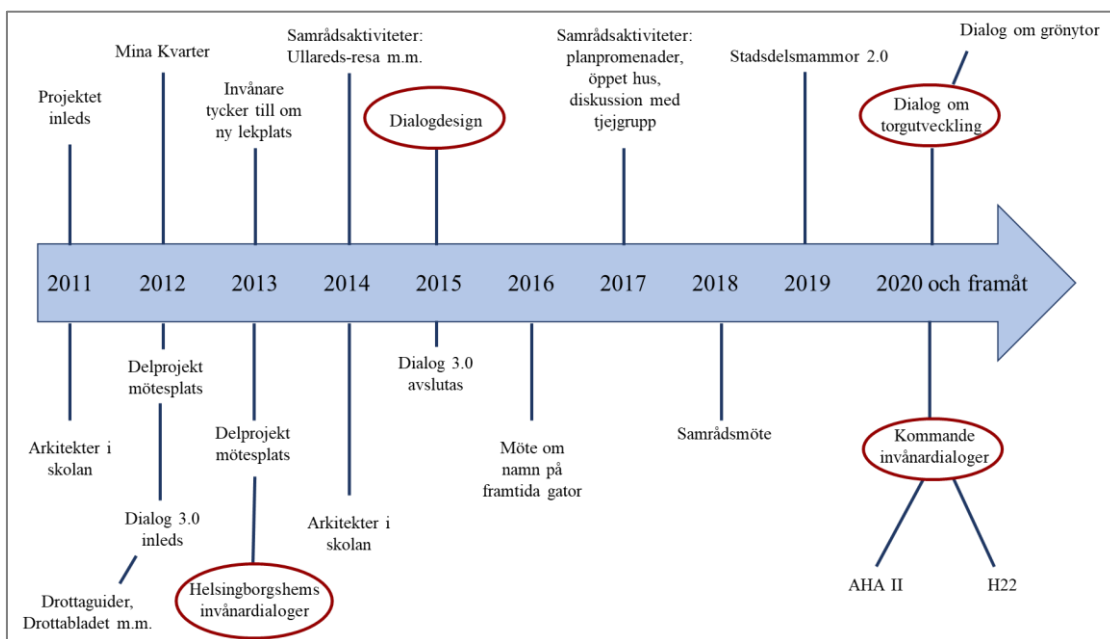 Mina Kvarter
Projektet
inleds
Invånare
tycker till om
ny lekplats
Samrådsaktiviteter:
Ullareds-resa m.m.
Dialogdesign
Samrådsaktiviteter:
planpromenader,
öppet hus,
diskussion med
tjejgrupp
Stadsdelsmammor 2.0
Dialog om grönytor
Dialog om
torgutveckling
2011
2012
2013
2014
2015
2016
2017
2018
2019
2020 och framåt
Arkitekter i
skolan
Delprojekt
mötesplats
Dialog 3.0
inleds
Drottaguider,
Drottabladet m.m.
Delprojekt
mötesplats
Helsingborgshems
invånardialoger
Arkitekter i
skolan
Dialog 3.0
avslutas
Möte om
namn på
framtida gator
Samrådsmöte
Kommande
invånardialoger
AHA II
H22